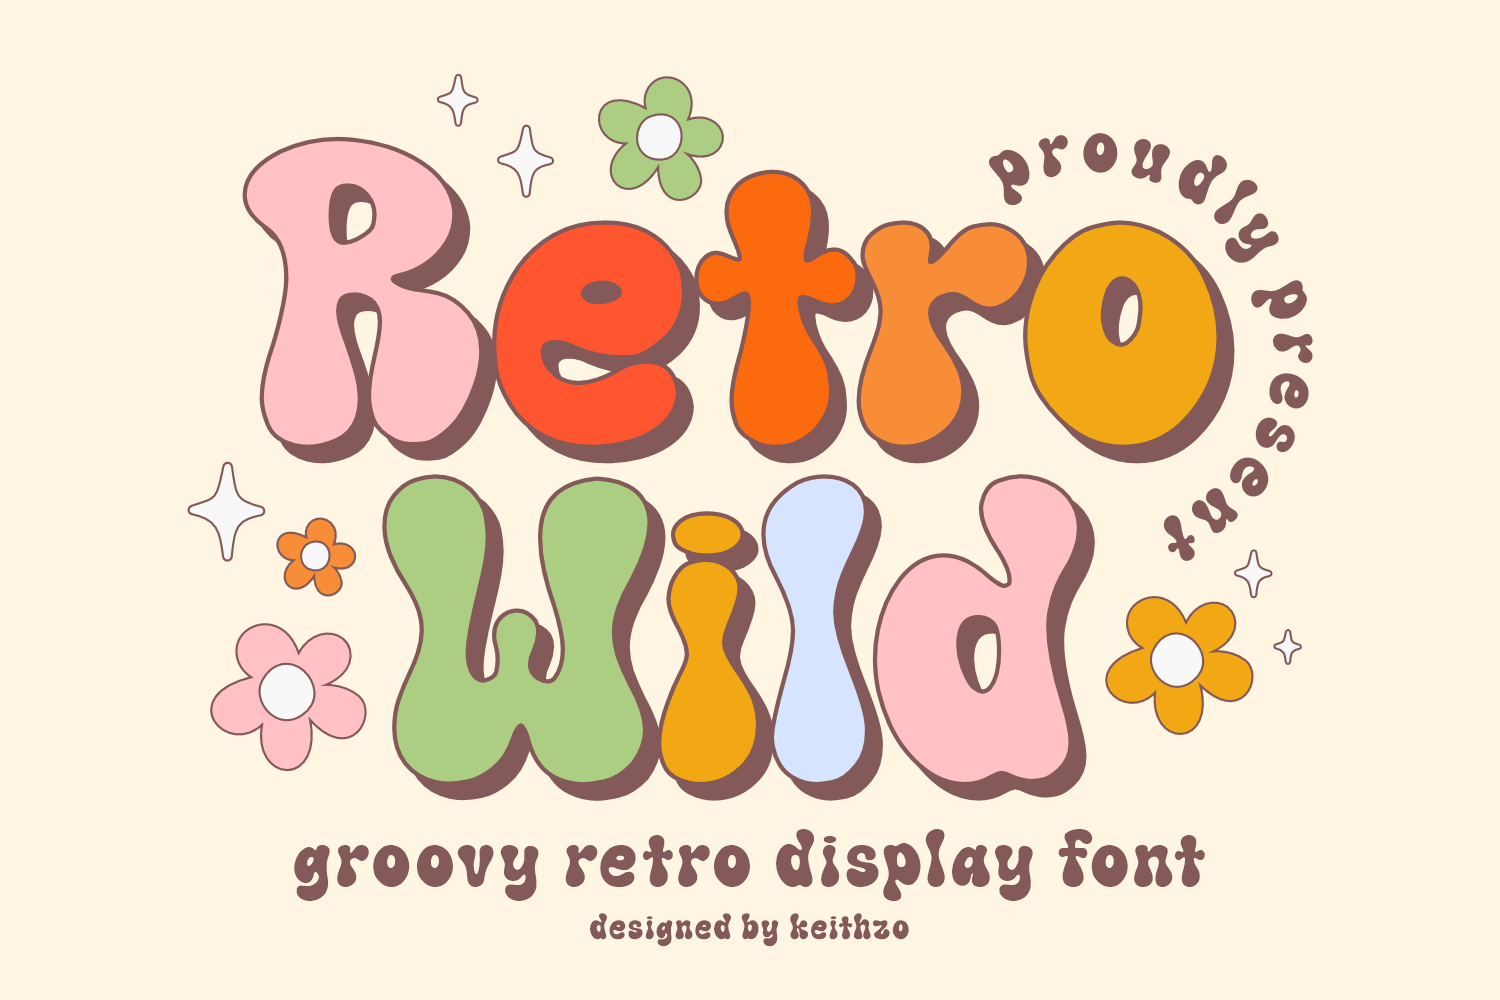 proudly present
Retro
Wild
groovy retro display font
designed by keithzo